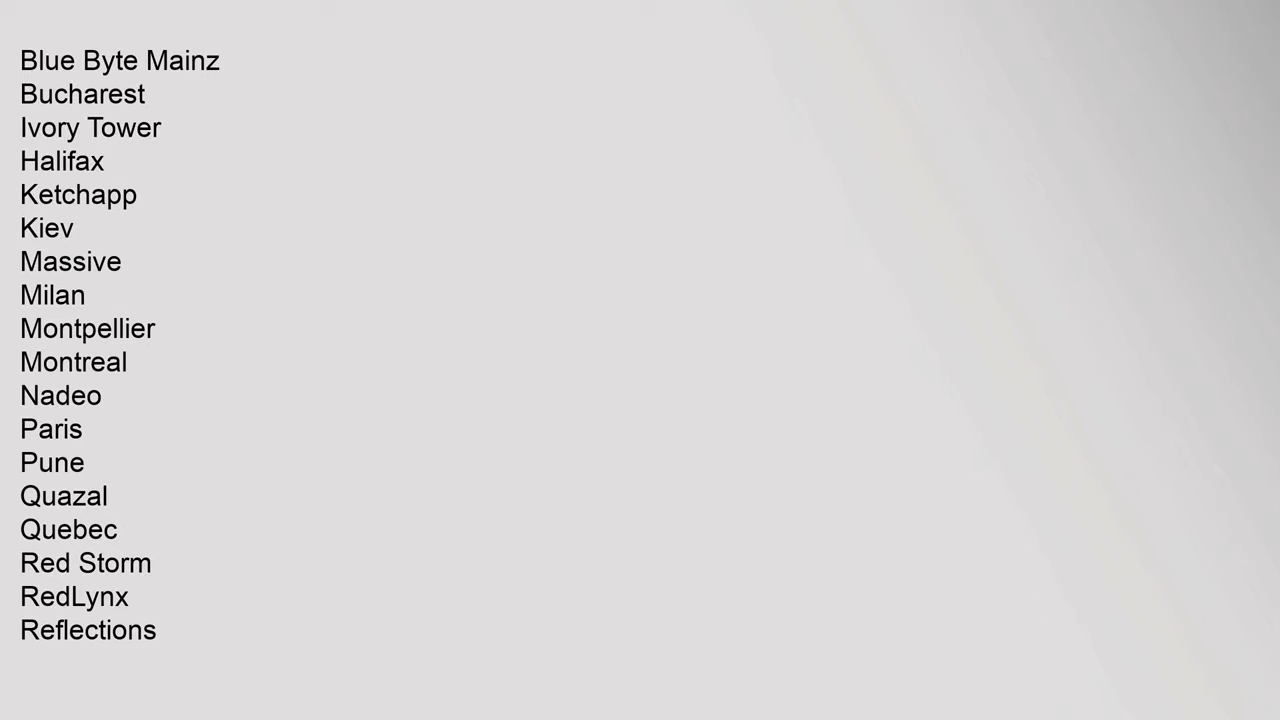 Blue Byte Mainz
Bucharest
Ivory Tower
Halifax
Ketchapp
Kiev
Massive
Milan
Montpellier
Montreal
Nadeo
Paris
Pune
Quazal
Quebec
Red Storm
RedLynx
Reflections